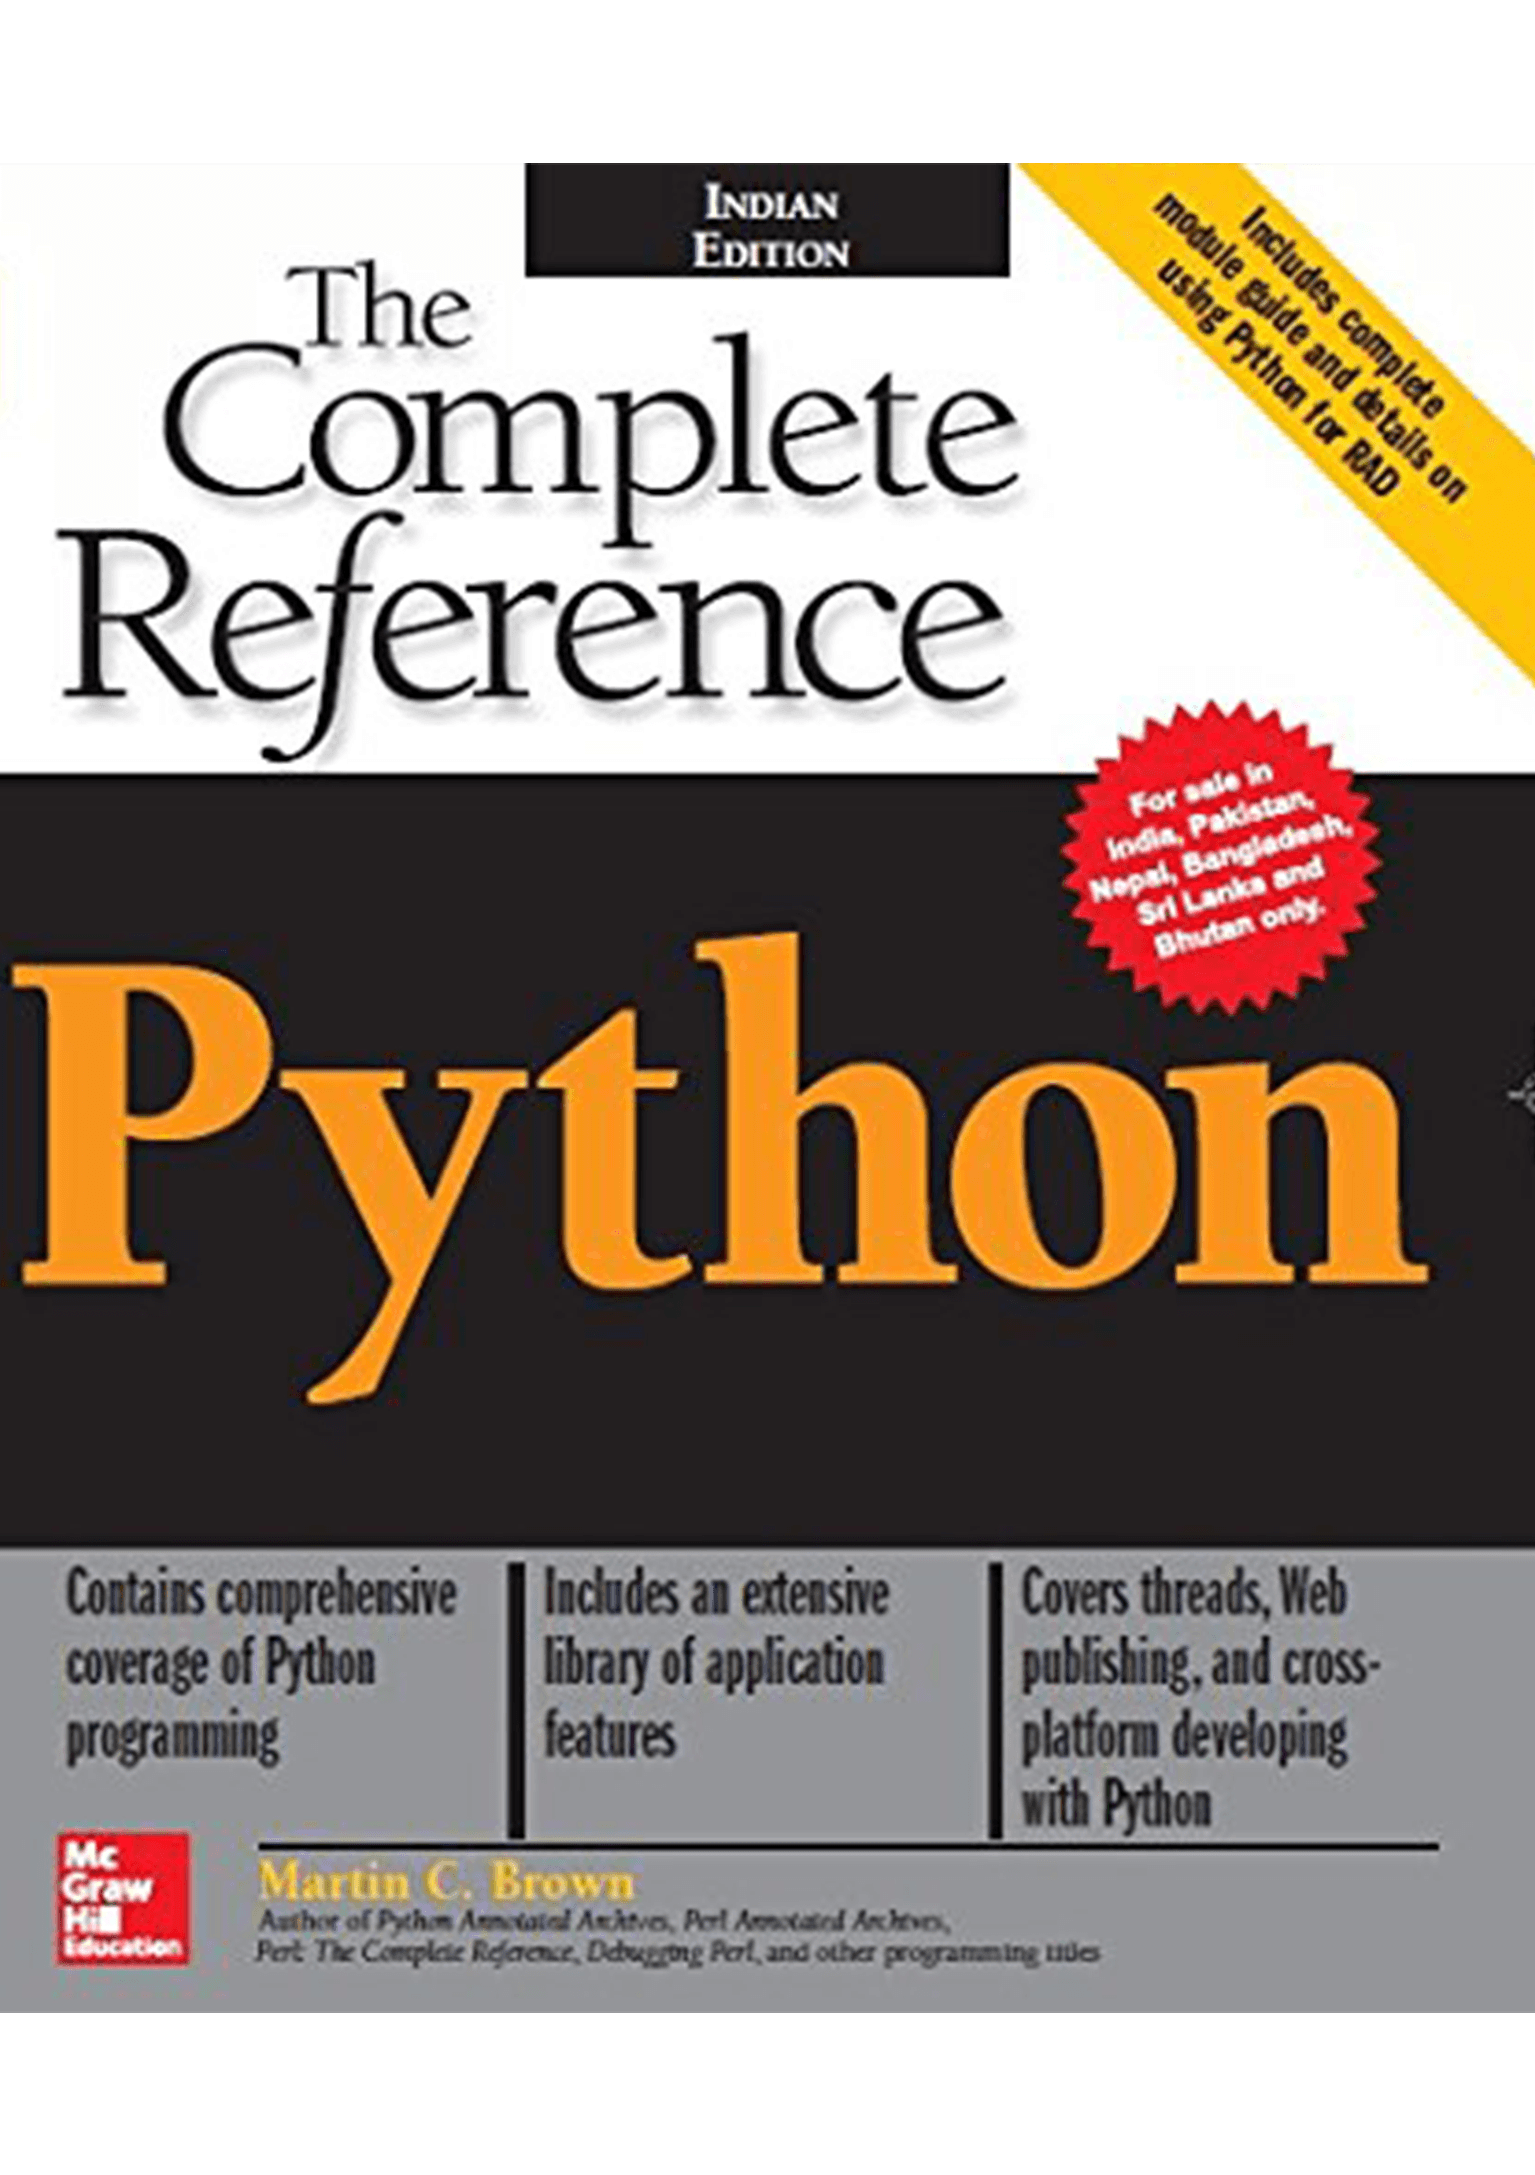 INDIAN
EDITION
Includes complete
module guide and details on
using Python for RAD
The
Complete
Reference
For sale in
India, Pakistan,
Nepal, Bangladesh,
Sri Lanka and
Bhutan only.
Python
Contains comprehensive
coverage of Python
programming
Includes an extensive
library of application
features
Covers threads, Web
publishing, and cross-
platform developing
with Python
Mc
Graw
Hill
Education
Martin C. Brown
Author of Python Annotated Archives, Perl Annotated Archives,
Perl: The Complete Reference, Debugging Perl, and other programming titles